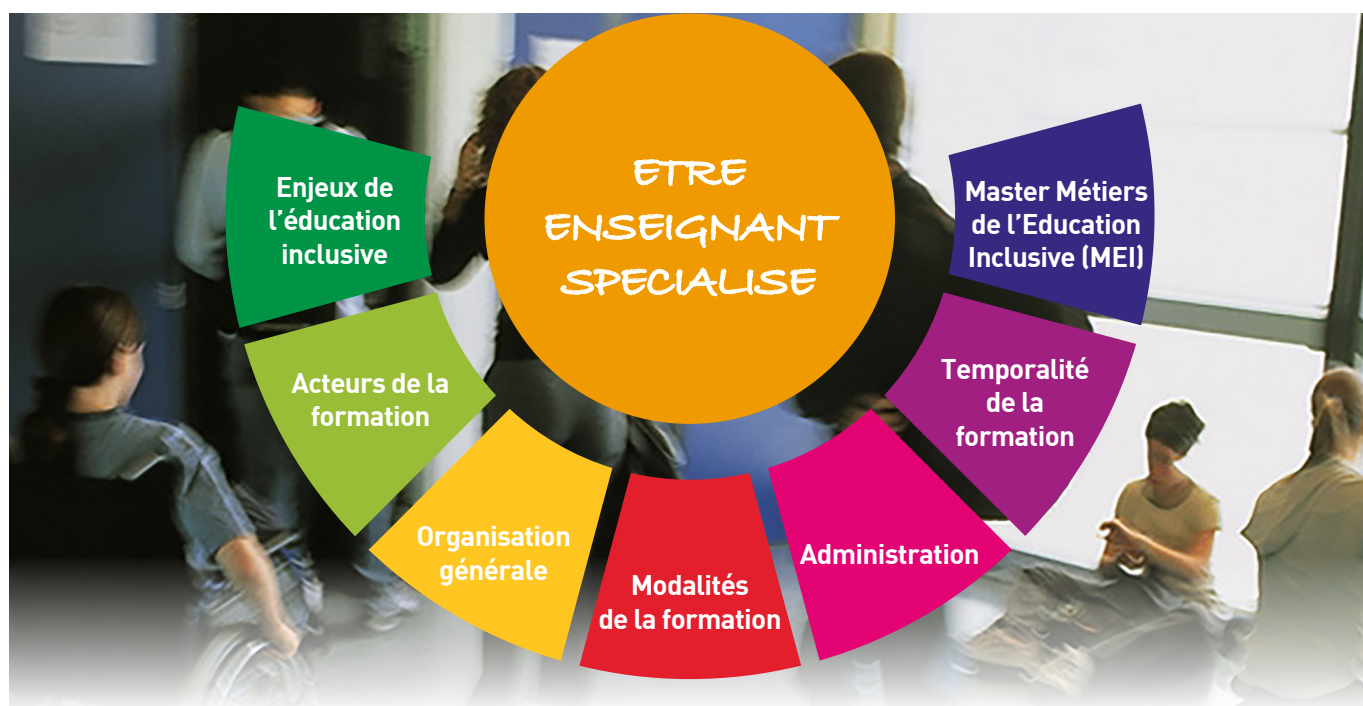 ETRE
ENSEIGNANT
SPECIALISE
Enjeux de
l'éducation
inclusive
Acteurs de la
formation
Organisation
générale
Modalités
de la formation
Administration
Temporalité
de la
formation
Master Métiers
de l'Education
Inclusive (MEI)